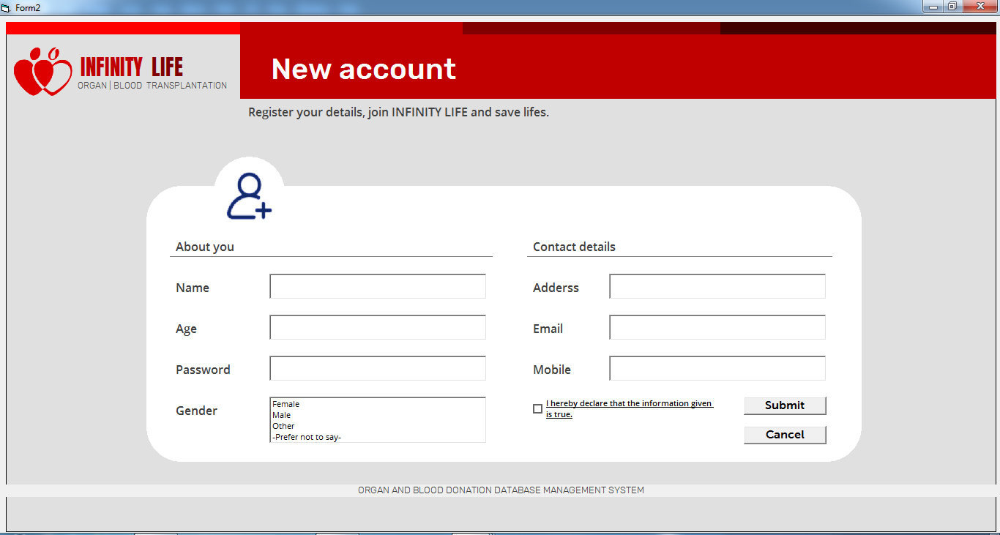 Form2
INFINITY LIFE
ORGAN | BLOOD TRANSPLANTATION
New account
Register your details, join INFINITY LIFE and save lifes.
About you
Contact details
Name
Adderss
Age
Email
Password
Mobile
Gender
Female
Male
Other
-Prefer not to say-
I hereby declare that the information given
is true.
Submit
Cancel
ORGAN AND BLOOD DONATION DATABASE MANAGEMENT SYSTEM